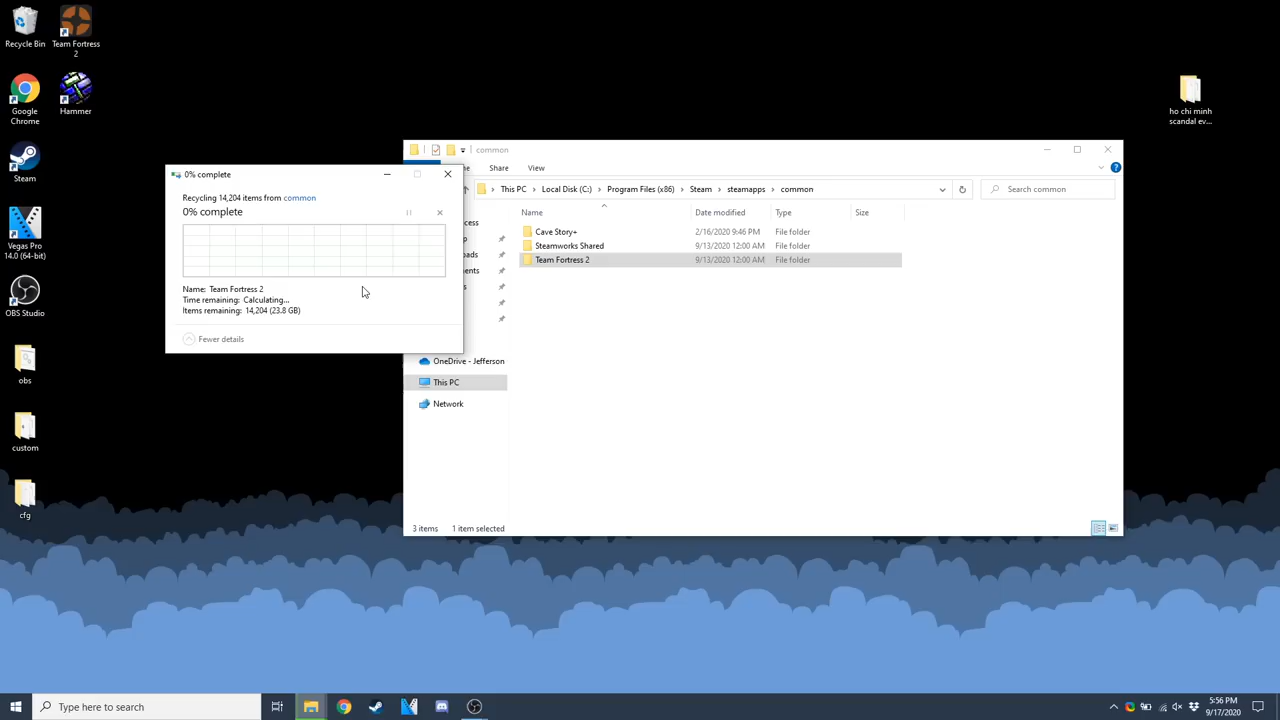 Recycle Bin
Team Fortress
2
Google
Chrome
Hammer
Steam
Vegas Pro
14.0 (64-bit)
OBS Studio
obs
custom
cfg
ho chi minh
scandal ev...
0% complete
Recycling 14,204 items from common
0% complete
Name: Team Fortress 2
Time remaining: Calculating...
Items remaining: 14,204 (23.8 GB)
Fewer details
common
me Share View
This PC > Local Disk (C:) > Program Files (x86) > Steam > steamapps > common
Search common
Name Date modified Type Size
Cave Story+ 2/16/2020 9:46 PM File folder
Steamworks Shared 9/13/2020 12:00 AM File folder
Team Fortress 2 9/13/2020 12:00 AM File folder
cess
p
oads
ents
s
OneDrive - Jefferson
This PC
Network
3 items 1 item selected
Type here to search
5:56 PM
9/17/2020